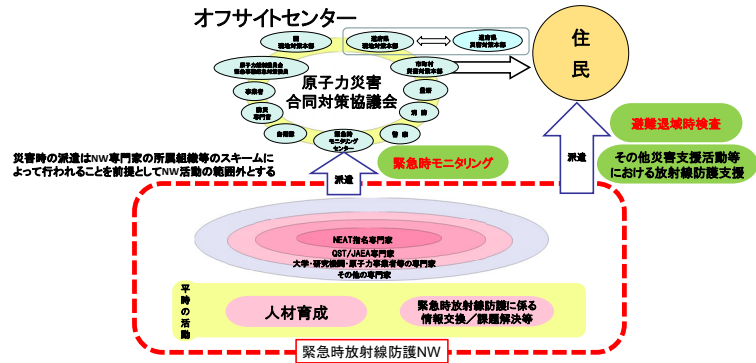 オフサイトセンター
国
現地対策本部
道府県
現地対策本部
道府県
災害対策本部
原子力規制委員会
市町村
災害対策本部
原子力災害
合同対策協議会
事業者
防災
専門官
自衛隊
緊急時
モニタリング
センター
警察
消防
住
民
避難退域時検査
その他災害支援活動等
における放射線防護支援
派遣
緊急時モニタリング
派遣
災害時の派遣はNW専門家の所属組織等のスキームに
よって行われることを前提としてNW活動の範囲外とする
NEAT指名専門家
QST/JAEA専門家
大学・研究機関・原子力事業者等の専門家
その他の専門家
平時の活動
人材育成
緊急時放射線防護に係る
情報交換／課題解決等
緊急時放射線防護NW